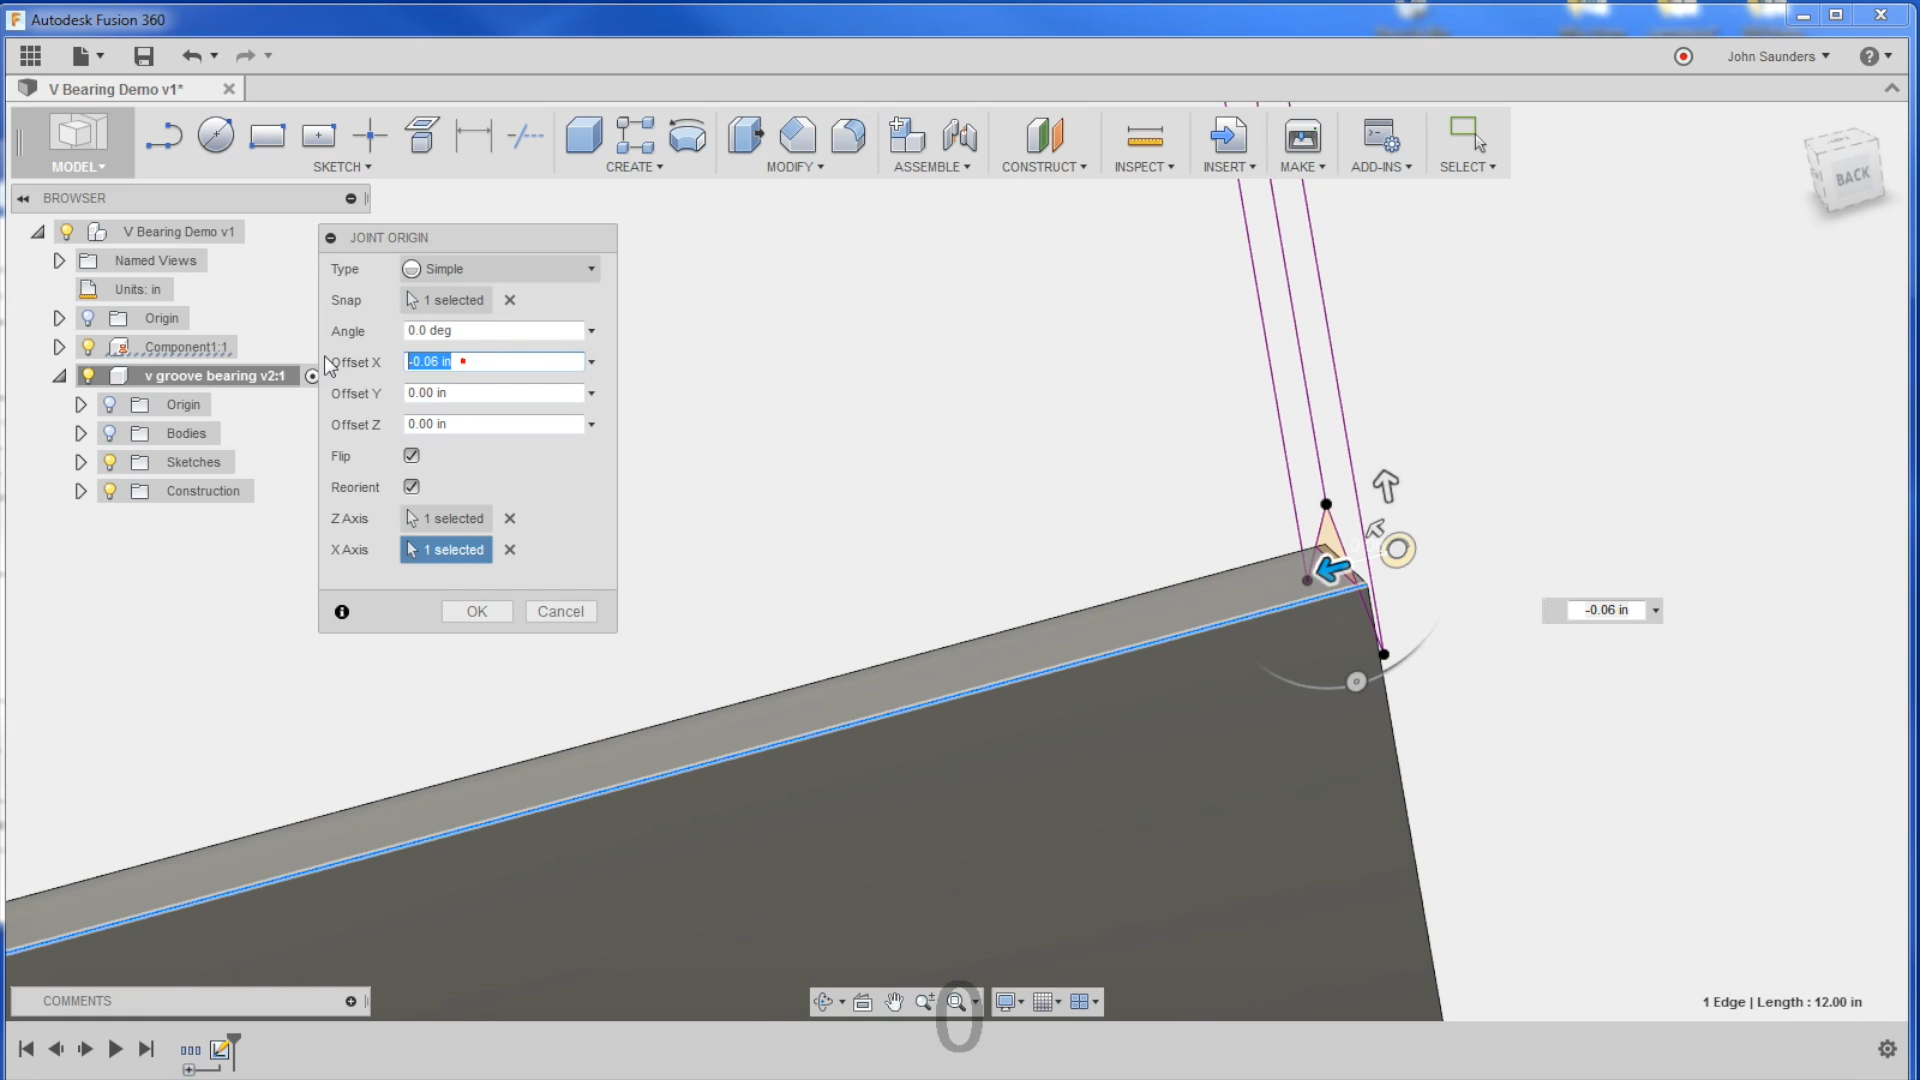 Autodesk Fusion 360
John Saunders
V Bearing Demo v1*
MODEL
SKETCH
CREATE
MODIFY
ASSEMBLE
CONSTRUCT
INSPECT
INSERT
MAKE
ADD-INS
SELECT
BACK
BROWSER
V Bearing Demo v1
Named Views
Units: in
Origin
Component1:1
v groove bearing v2:1
Origin
Bodies
Sketches
Construction
JOINT ORIGIN
Type Simple
Snap 1 selected
Angle 0.0 deg
Offset X -0.06 in
Offset Y 0.00 in
Offset Z 0.00 in
Flip
Reorient
Z Axis 1 selected
X Axis 1 selected
OK Cancel
-0.06 in
COMMENTS
0
1 Edge | Length : 12.00 in